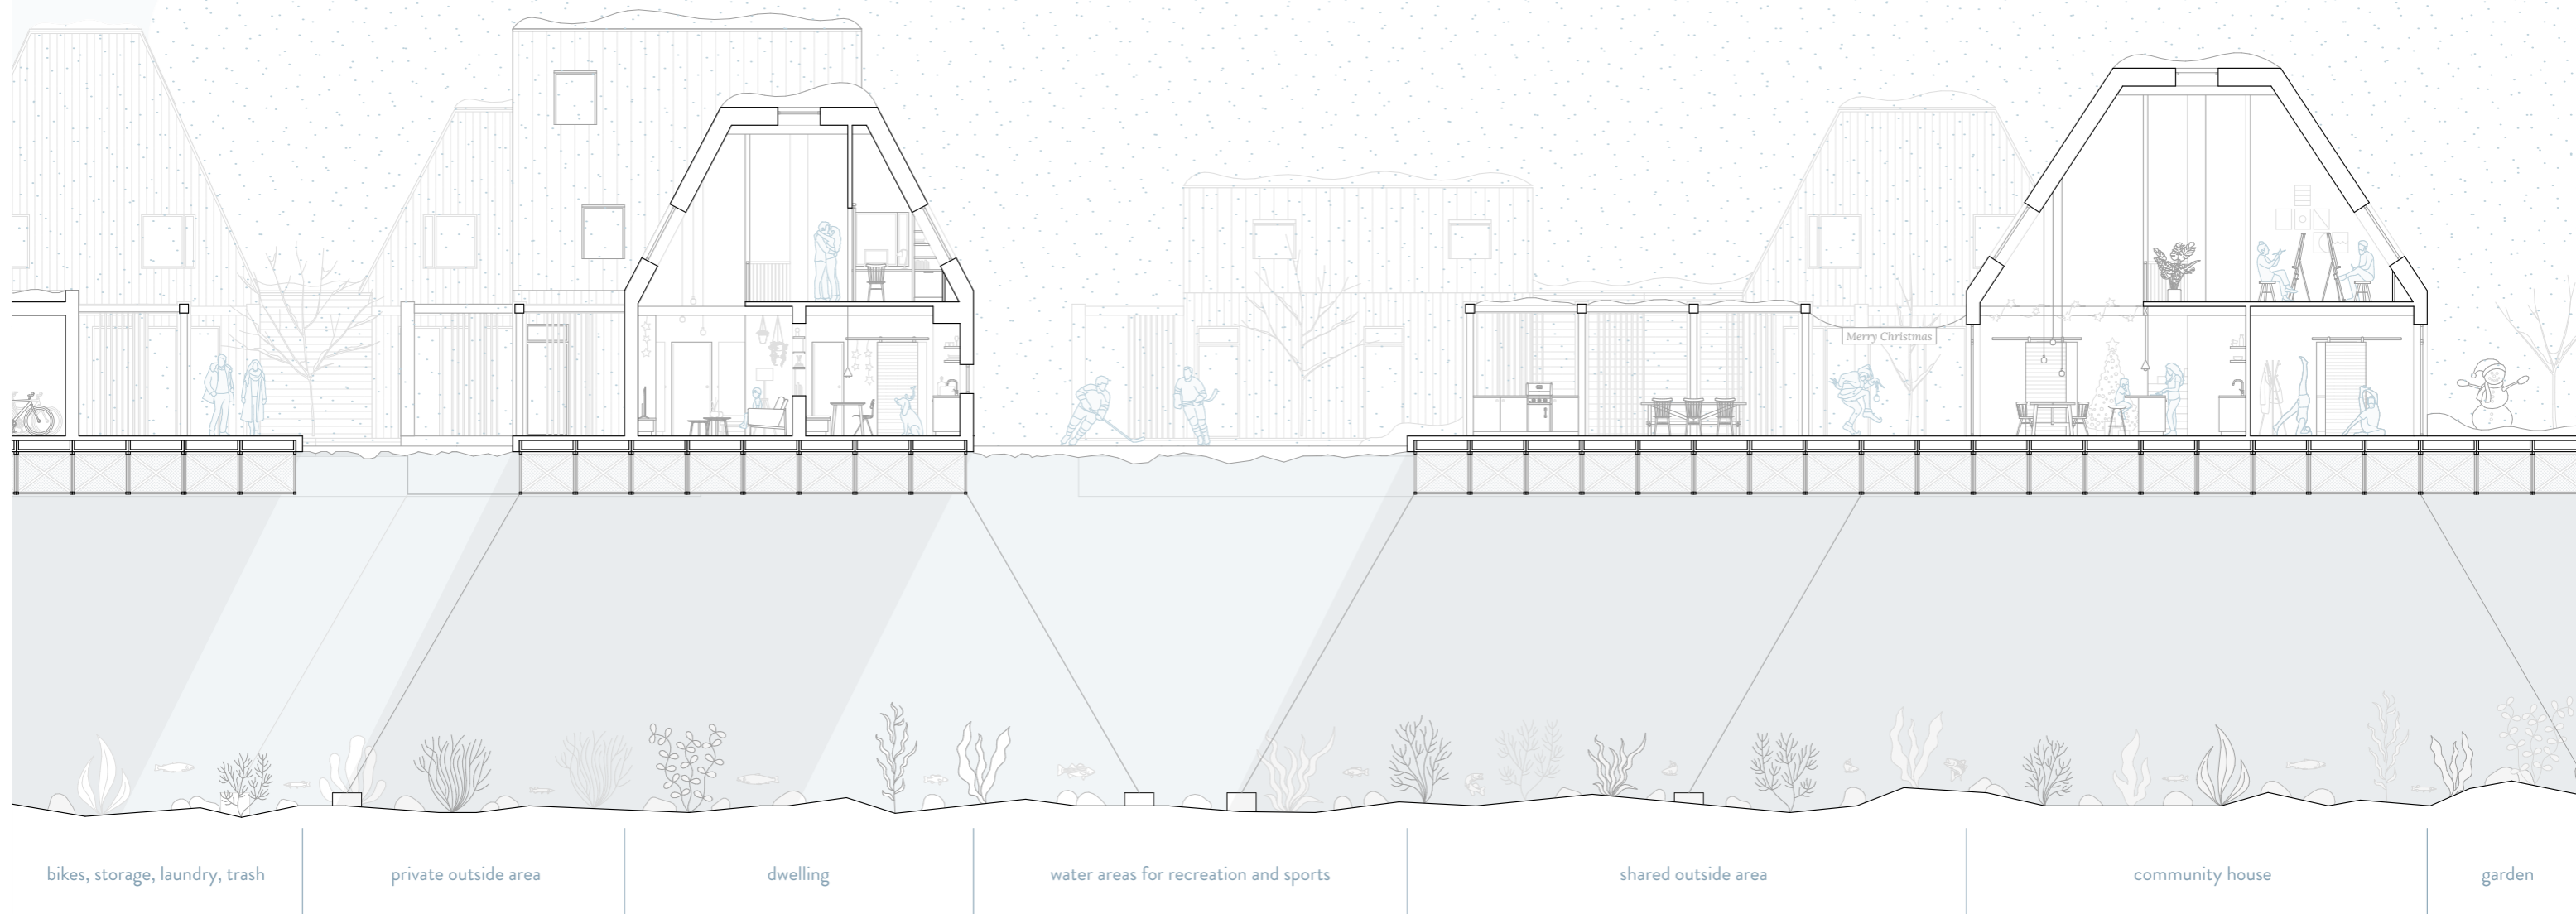 Merry Christmas
bikes, storage, laundry, trash
private outside area
dwelling
water areas for recreation and sports
shared outside area
community house
garden